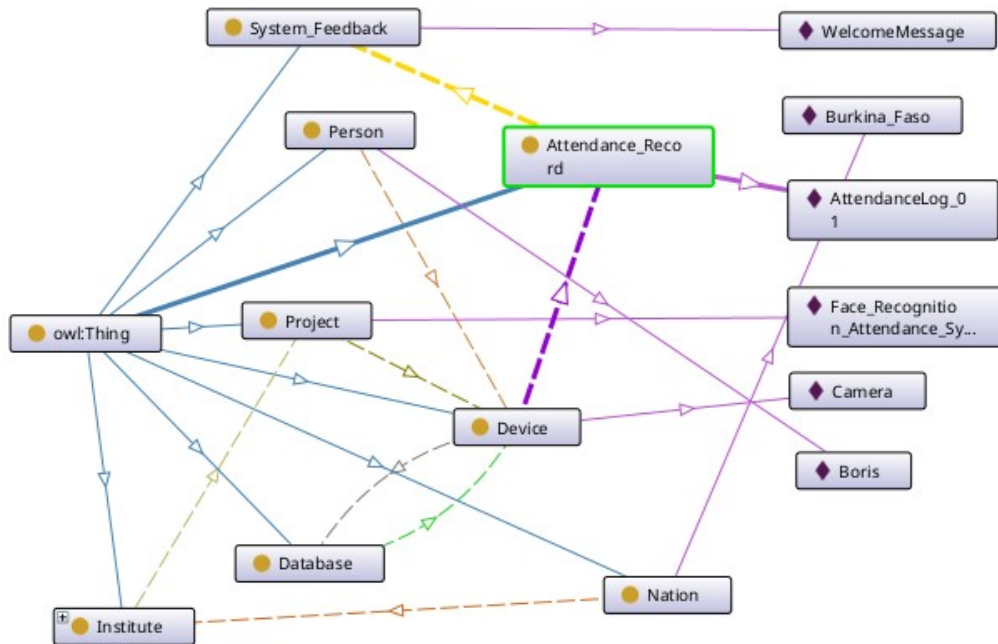 System_Feedback
WelcomeMessage
Burkina_Faso
Person
Attendance_Reco
rd
AttendanceLog_0
1
Face_Recognitio
n_Attendance_Sy...
owl:Thing
Project
Camera
Device
Boris
Database
Nation
Institute